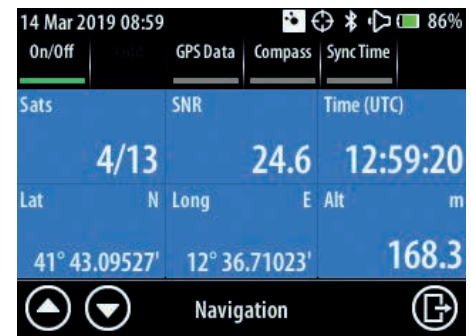 14 Mar 2019 08:59 86%
On/Off Cold GPS Data Compass Sync Time
Sats SNR Time (UTC)
4/13 24.6 12:59:20
Lat N Long E Alt m
41° 43.09527' 12° 36.71023' 168.3
Navigation